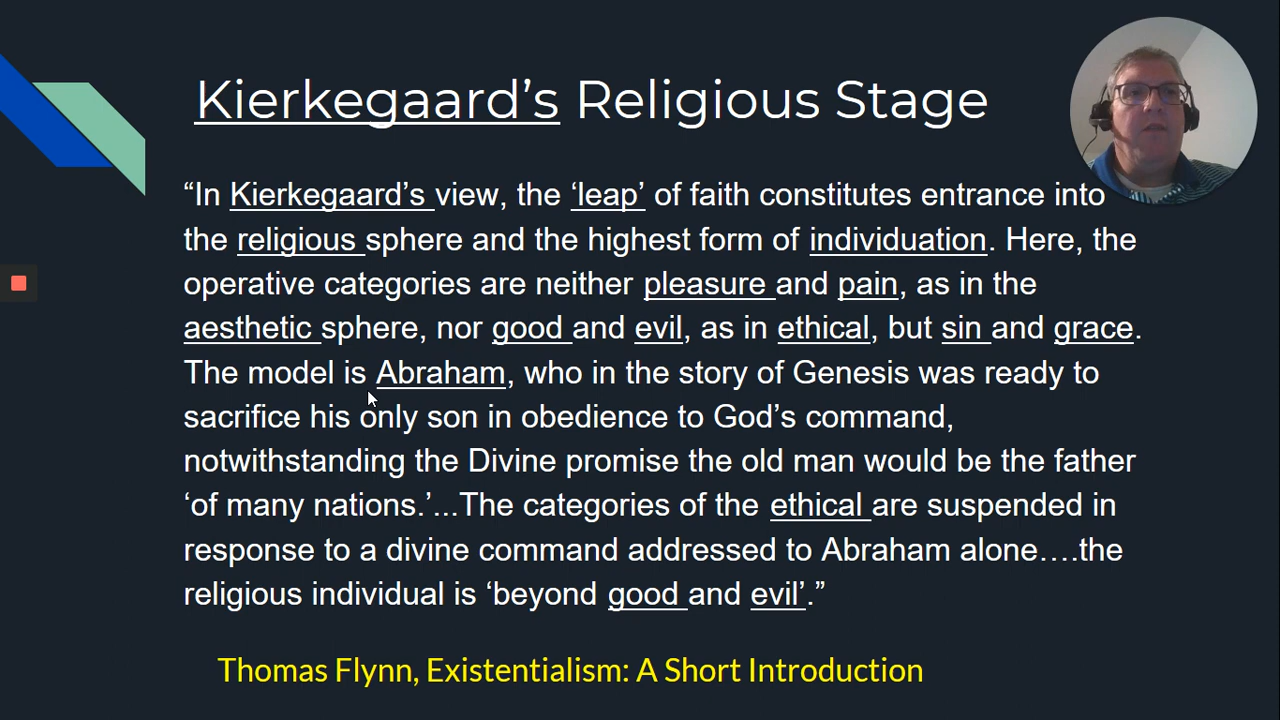 Kierkegaard’s Religious Stage
“In Kierkegaard’s view, the ‘leap’ of faith constitutes entrance into
the religious sphere and the highest form of individuation. Here, the
operative categories are neither pleasure and pain, as in the
aesthetic sphere, nor good and evil, as in ethical, but sin and grace.
The model is Abraham, who in the story of Genesis was ready to
sacrifice his only son in obedience to God’s command,
notwithstanding the Divine promise the old man would be the father
‘of many nations.’...The categories of the ethical are suspended in
response to a divine command addressed to Abraham alone….the
religious individual is ‘beyond good and evil’.”
Thomas Flynn, Existentialism: A Short Introduction